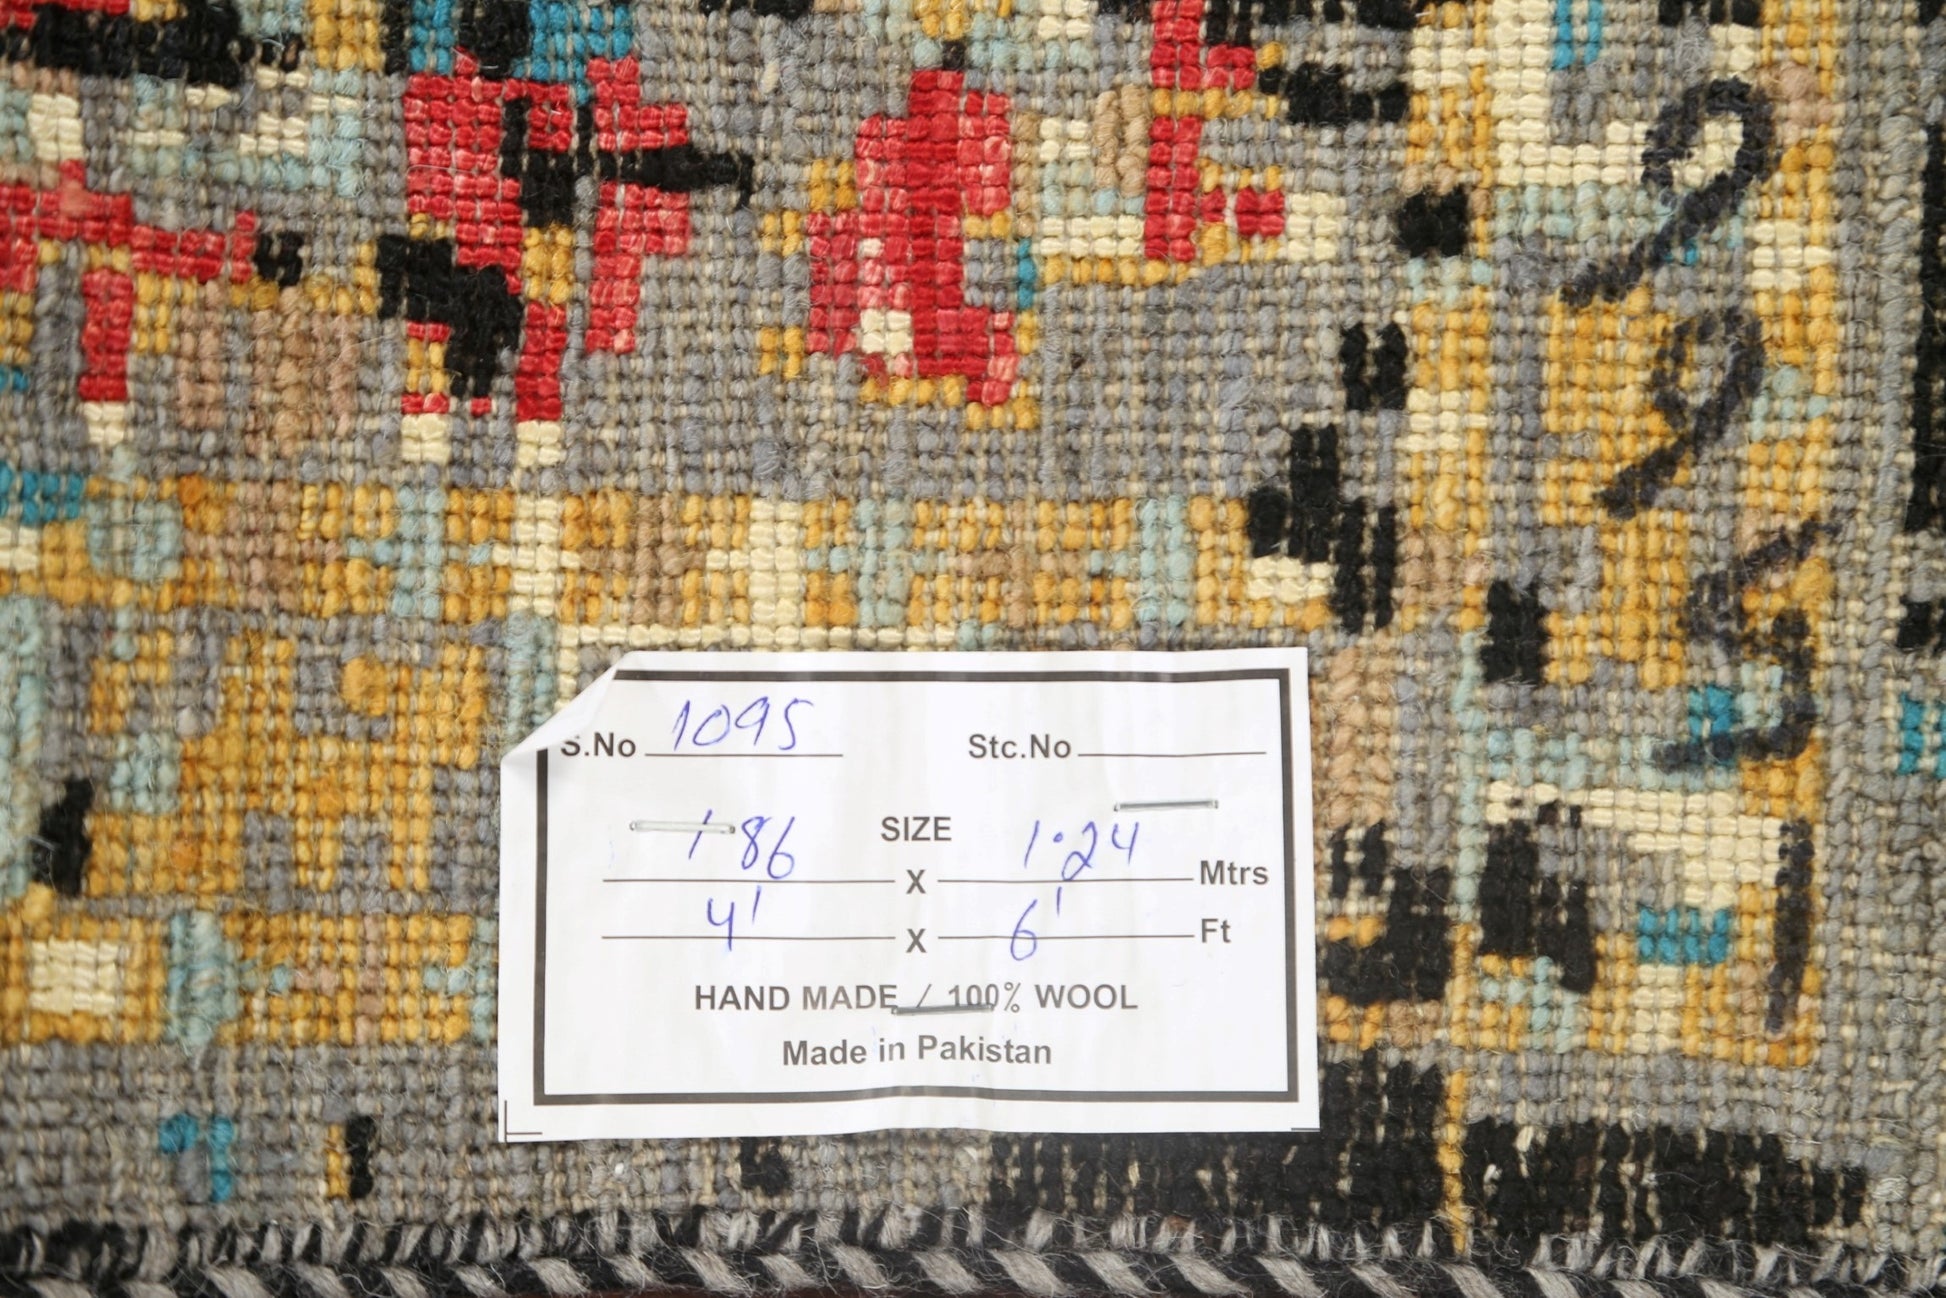 S.No 1095 Stc.No
1.86 SIZE X 1.24 Mtrs
4' X 6' Ft
HAND MADE / 100% WOOL
Made in Pakistan